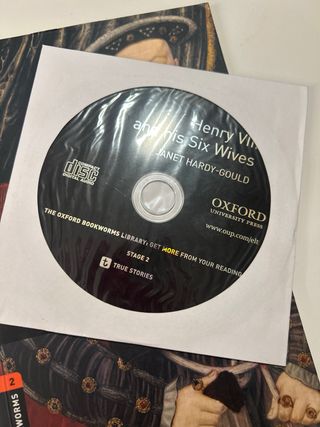 Henry VIII
and his Six Wives
JANET HARDY-GOULD
COMPACT
disc
DIGITAL AUDIO
OXFORD
UNIVERSITY PRESS
www.oup.com/elt
THE OXFORD BOOKWORMS LIBRARY: GET MORE FROM YOUR READING
STAGE 2
t TRUE STORIES
2
WORMS